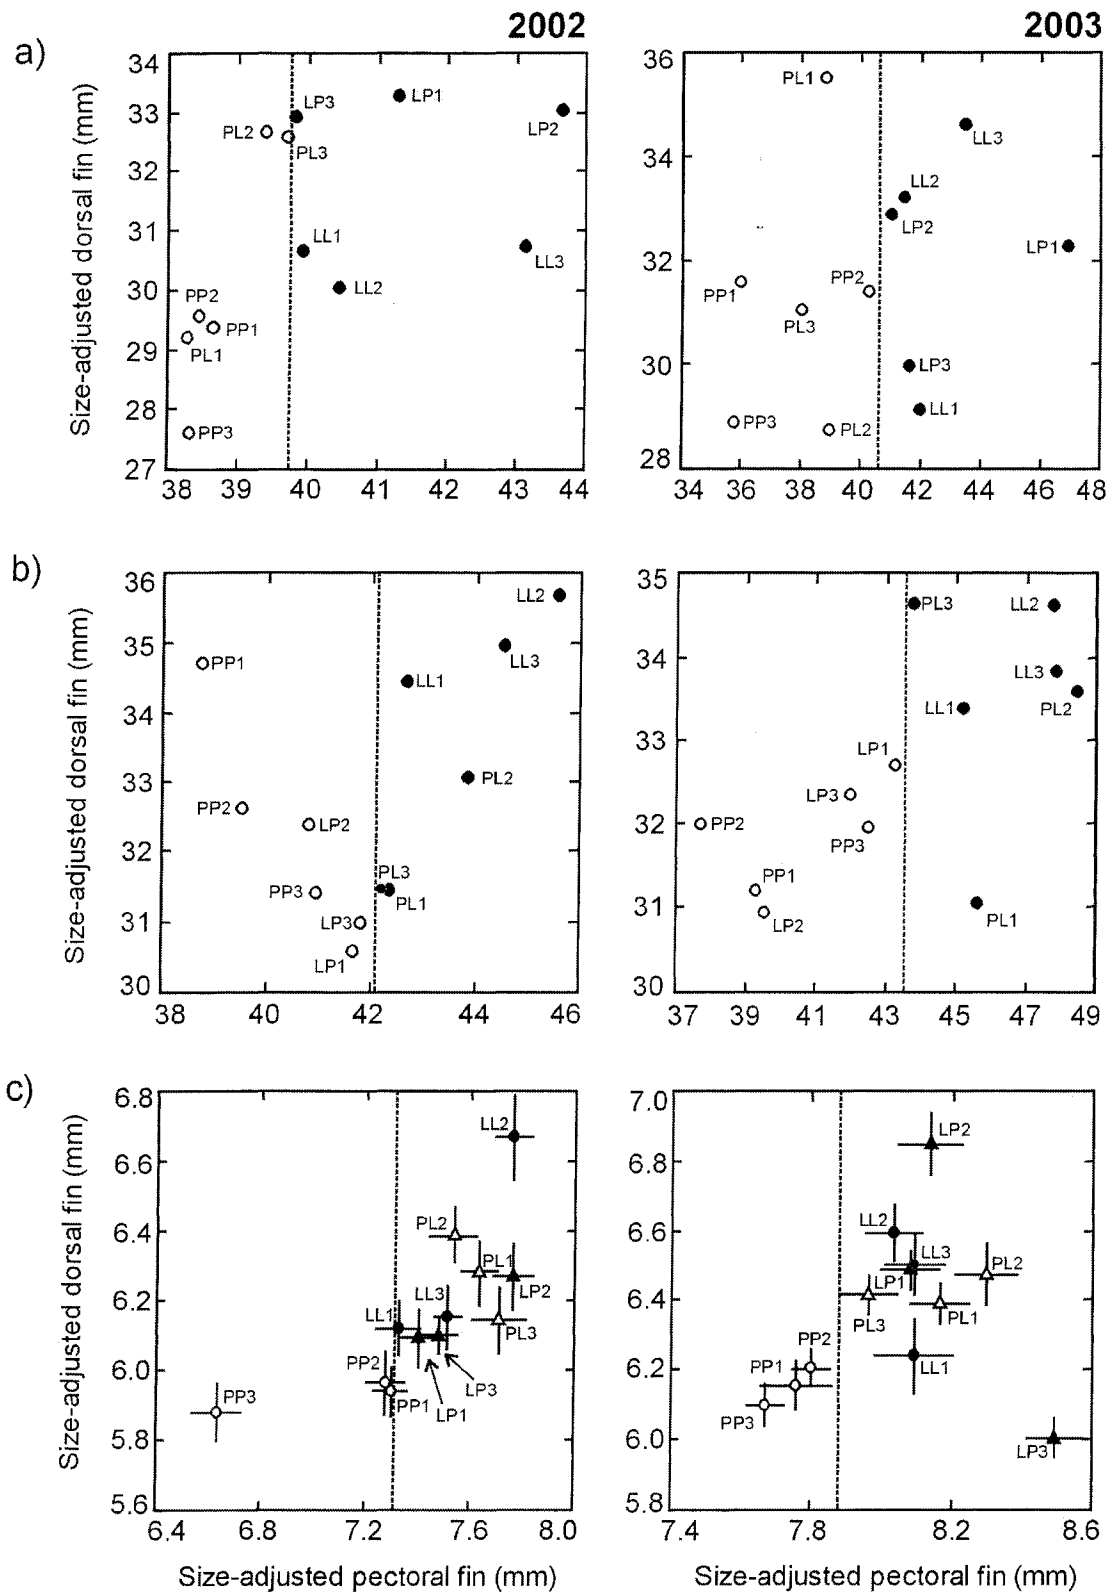 2002
2003
a)
Size-adjusted dorsal fin (mm)
34
33
32
31
30
29
28
27
38
39
40
41
42
43
44
LP3
LP1
LP2
PL2
PL3
LL1
LL3
LL2
PP2
PP1
PL1
PP3
36
34
32
30
28
34
36
38
40
42
44
46
48
PL1
LL3
LL2
LP2
LP1
PP2
PP1
PL3
LP3
LL1
PP3
PL2
b)
Size-adjusted dorsal fin (mm)
36
35
34
33
32
31
30
38
40
42
44
46
LL2
LL3
PP1
LL1
PL2
PP2
LP2
PL3
PP3
PL1
LP3
LP1
35
34
33
32
31
30
37
39
41
43
45
47
49
PL3
LL2
LL3
PL2
LL1
LP1
LP3
PP2
PP3
PP1
LP2
PL1
c)
Size-adjusted dorsal fin (mm)
6.8
6.6
6.4
6.2
6.0
5.8
5.6
6.4
6.8
7.2
7.6
8.0
LL2
PL2
PL1
LP2
LL3
LL1
PL3
PP2
LP3
PP1
LP1
PP3
Size-adjusted pectoral fin (mm)
7.0
6.8
6.6
6.4
6.2
6.0
5.8
7.4
7.8
8.2
8.6
LP2
LL2
LL3
PL2
LP1
PL1
PL3
PP2
PP1
LL1
PP3
LP3
Size-adjusted pectoral fin (mm)